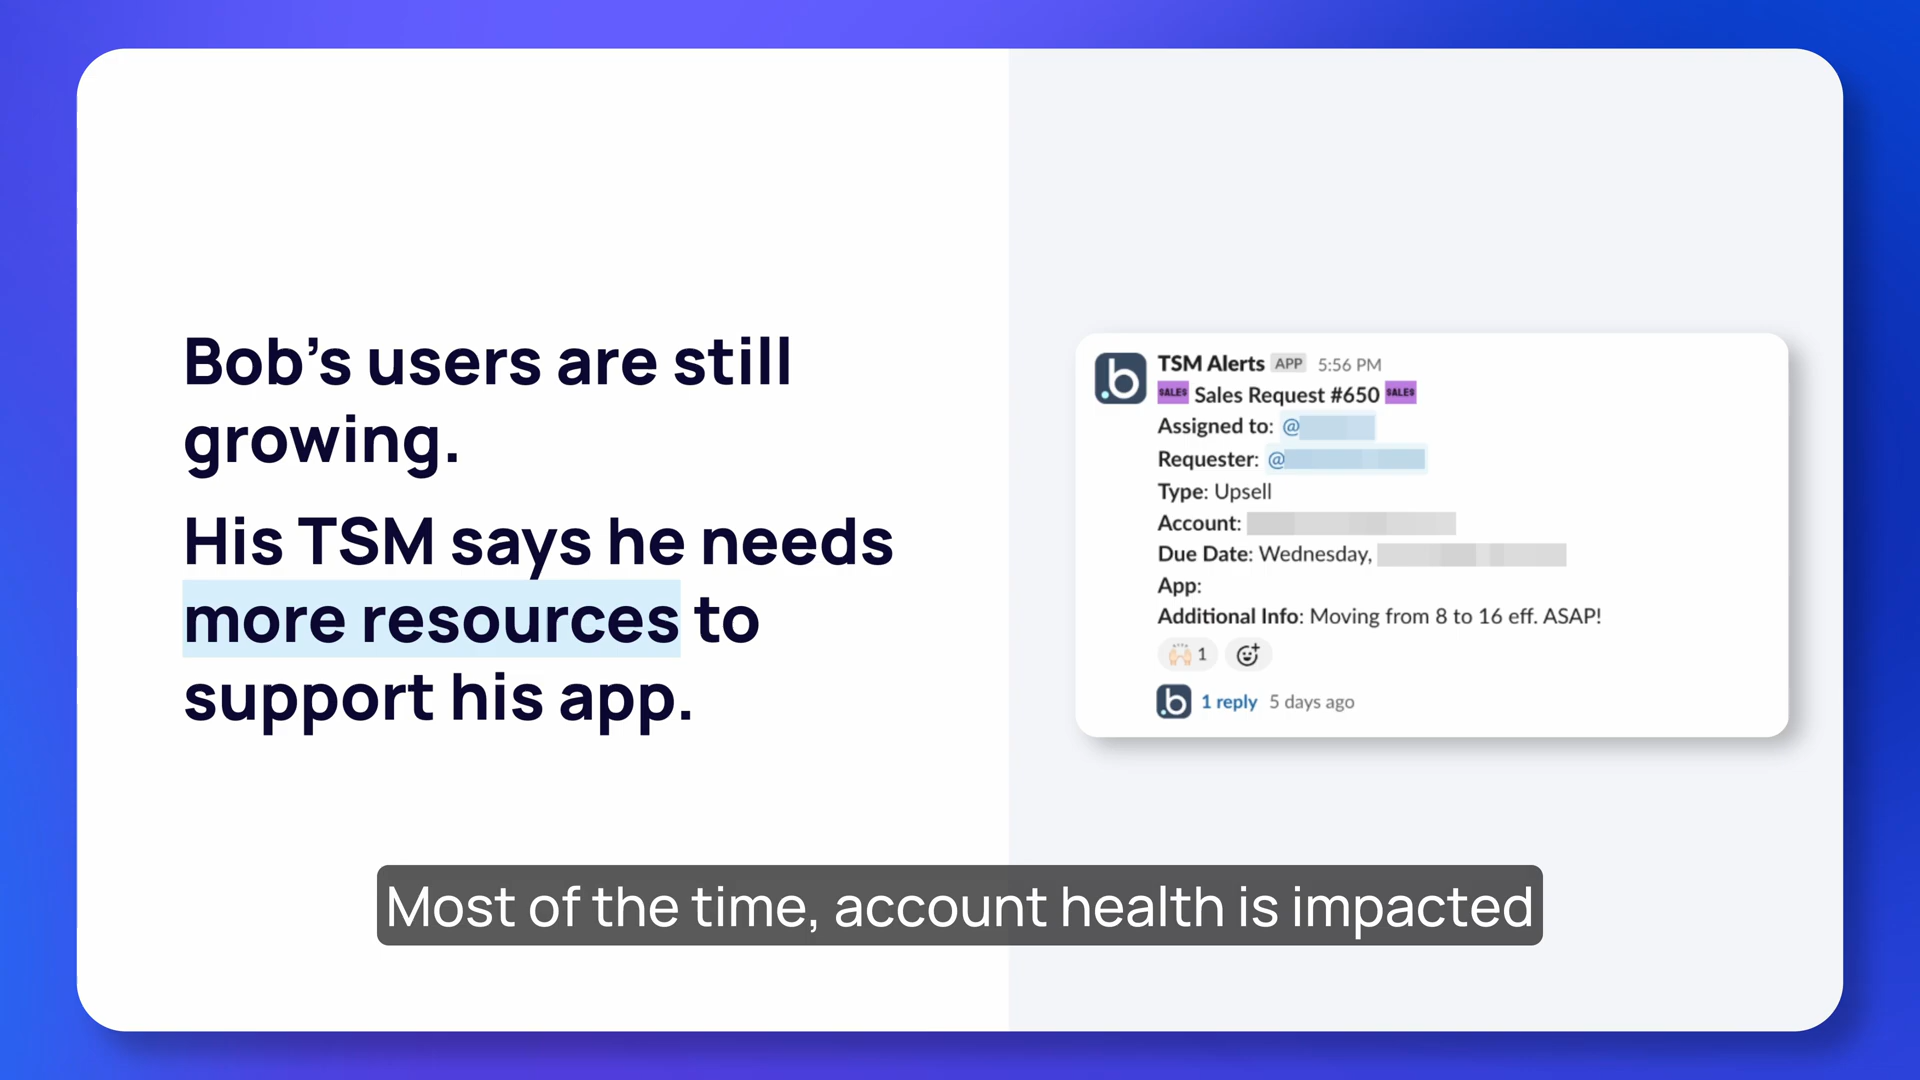 Bob’s users are still
growing.
His TSM says he needs
more resources to
support his app.
.b TSM Alerts APP 5:56 PM
SALES Sales Request #650 SALES
Assigned to: @
Requester: @
Type: Upsell
Account:
Due Date: Wednesday,
App:
Additional Info: Moving from 8 to 16 eff. ASAP!
1
.b 1 reply 5 days ago
Most of the time, account health is impacted